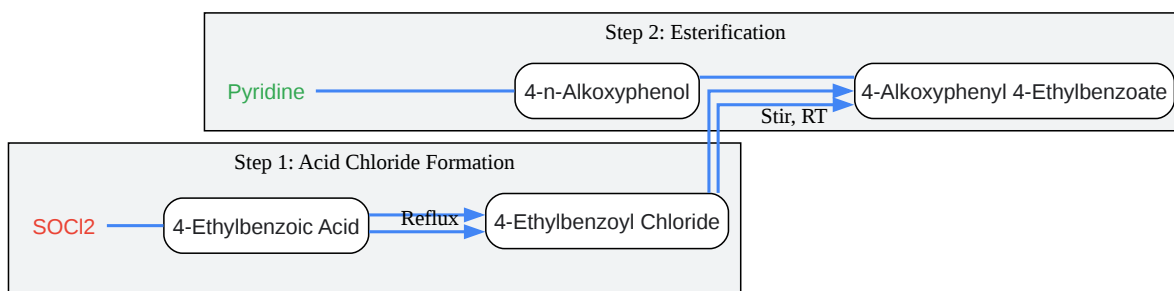 Step 2: Esterification
Pyridine
4-n-Alkoxyphenol
4-Alkoxyphenyl 4-Ethylbenzoate
Stir, RT
Step 1: Acid Chloride Formation
SOCl2
4-Ethylbenzoic Acid
Reflux
4-Ethylbenzoyl Chloride